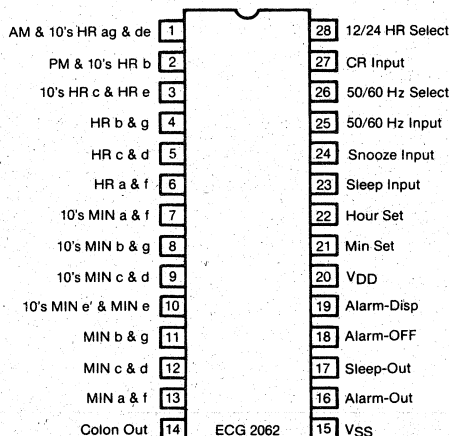 AM & 10's HR ag & de 1 28 12/24 HR Select
PM & 10's HR b 2 27 CR Input
10's HR c & HR e 3 26 50/60 Hz Select
HR b & g 4 25 50/60 Hz Input
HR c & d 5 24 Snooze Input
HR a & f 6 23 Sleep Input
10's MIN a & f 7 22 Hour Set
10's MIN b & g 8 21 Min Set
10's MIN c & d 9 20 VDD
10's MIN e' & MIN e 10 19 Alarm-Disp
MIN b & g 11 18 Alarm-OFF
MIN c & d 12 17 Sleep-Out
MIN a & f 13 16 Alarm-Out
Colon Out 14 ECG 2062 15 VSS